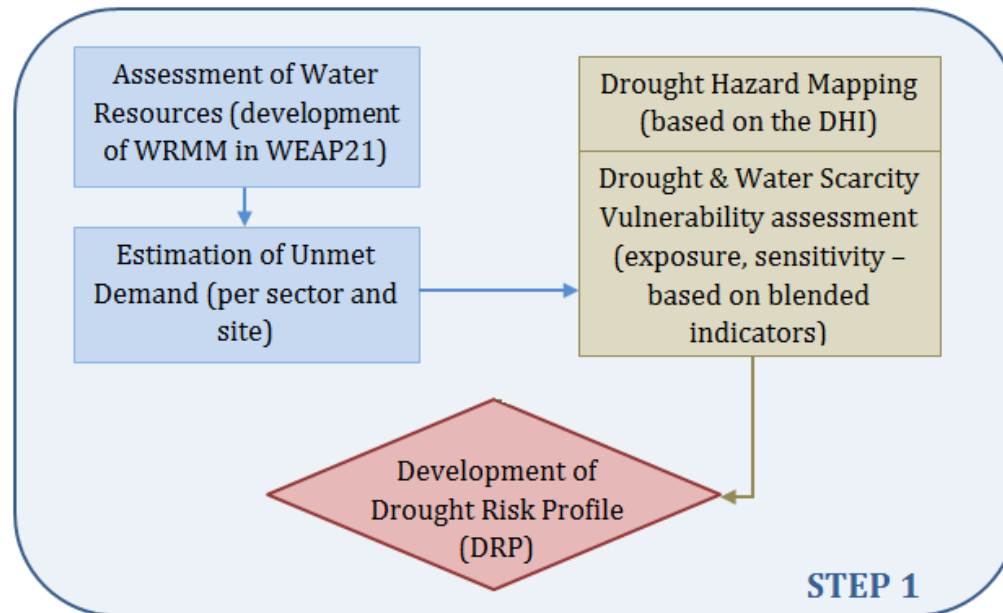 Assessment of Water
Resources (development
of WRMM in WEAP21)
Estimation of Unmet
Demand (per sector and
site)
Drought Hazard Mapping
(based on the DHI)
Drought & Water Scarcity
Vulnerability assessment
(exposure, sensitivity –
based on blended
indicators)
Development of
Drought Risk Profile
(DRP)
STEP 1